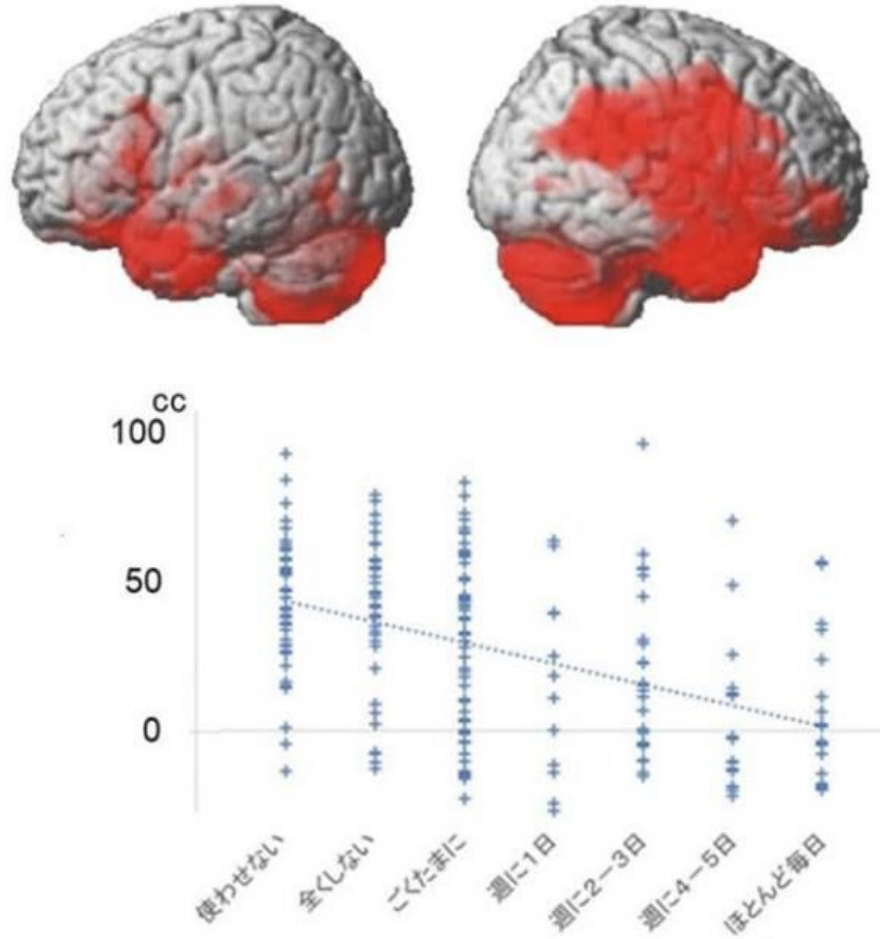 cc
100
50
0
使わせない
全くしない
ごくたまに
週に1日
週に2－3日
週に4－5日
ほとんど毎日